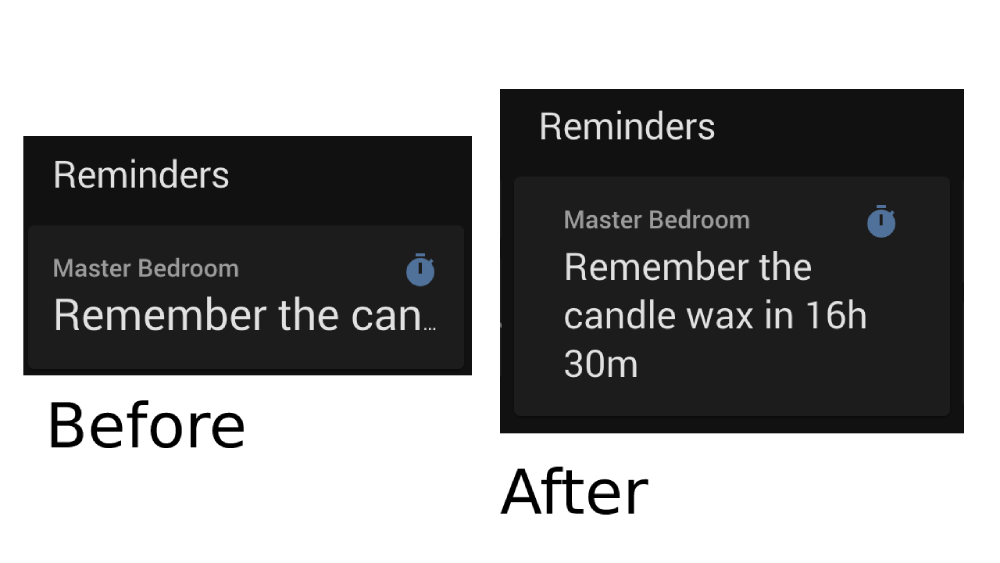 Reminders
Master Bedroom
Remember the can...
Before
Reminders
Master Bedroom
Remember the
candle wax in 16h
30m
After